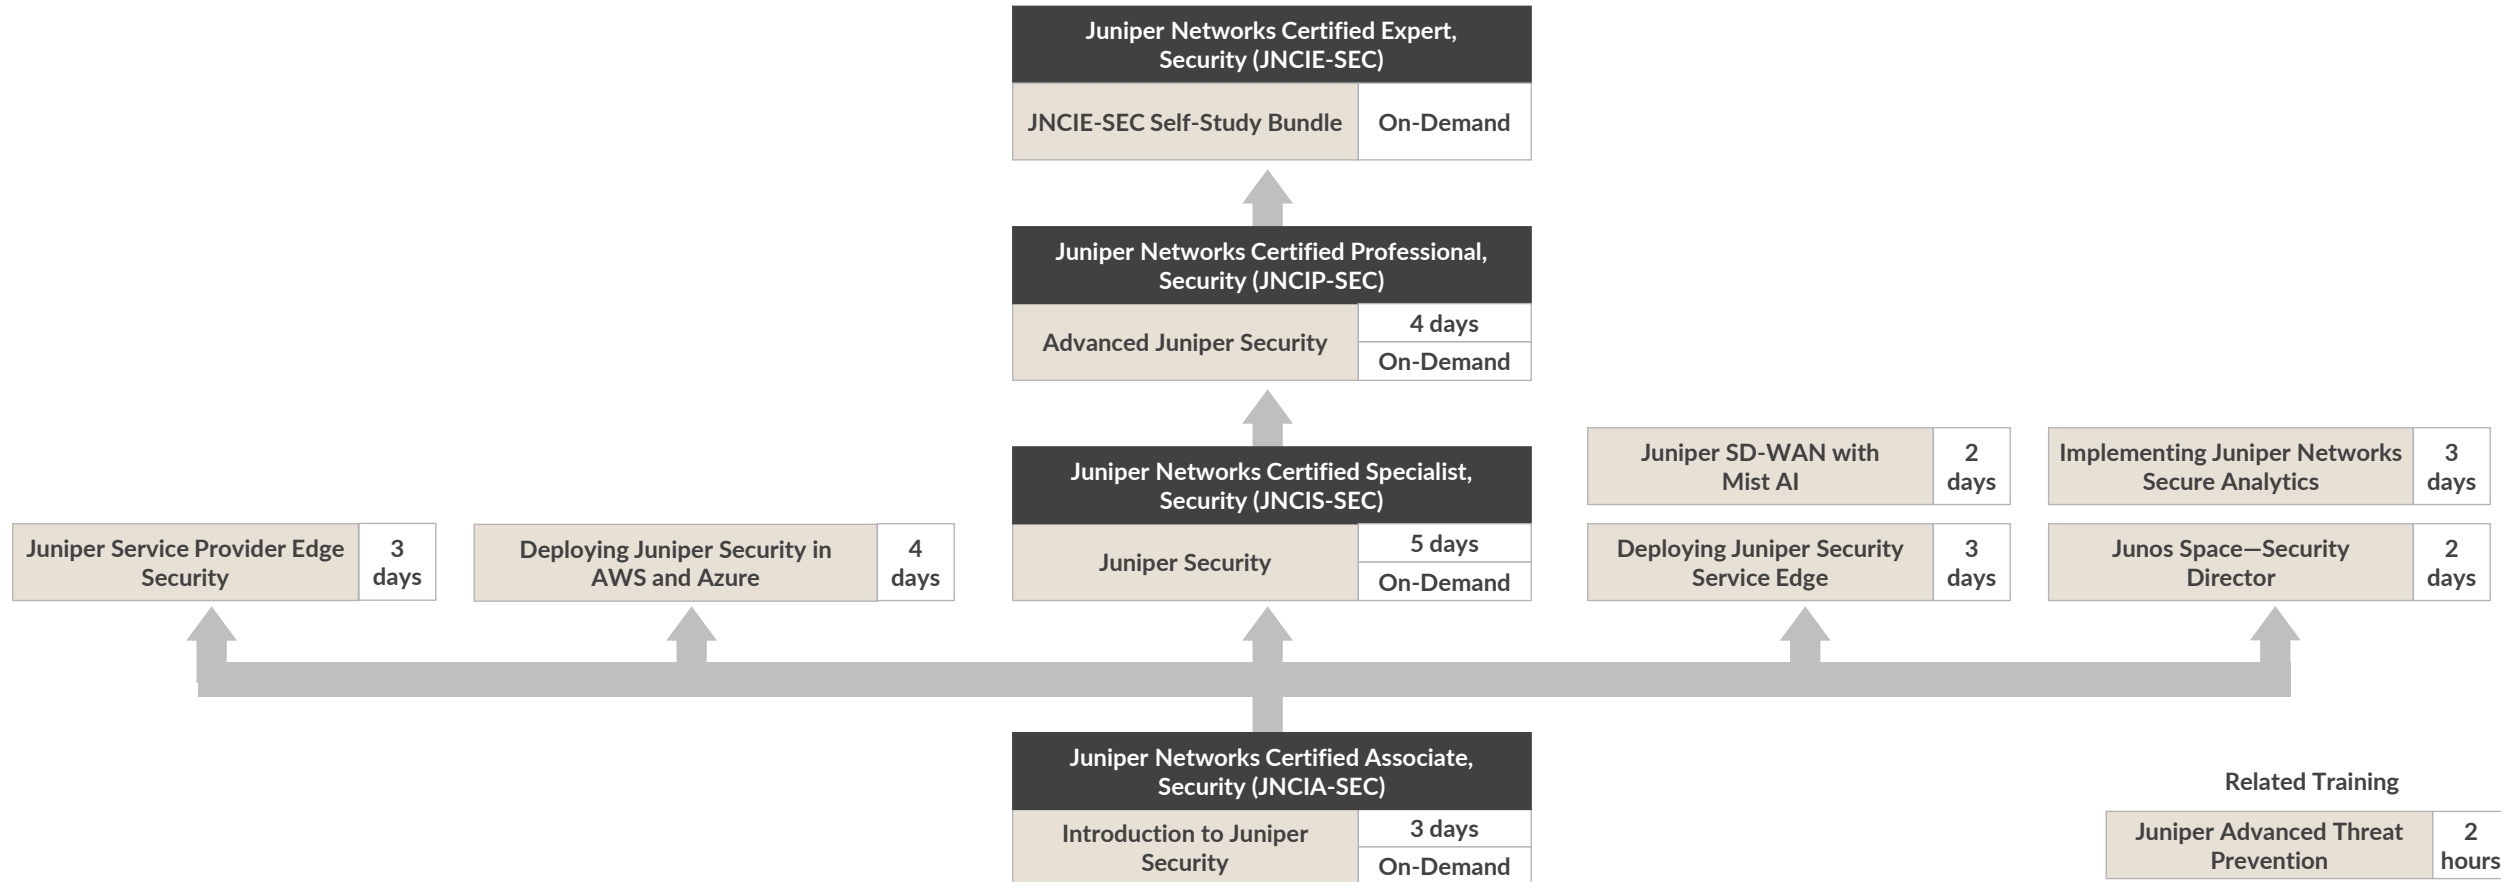 Juniper Networks Certified Expert,
Security (JNCIE-SEC)
JNCIE-SEC Self-Study Bundle
On-Demand
Juniper Networks Certified Professional,
Security (JNCIP-SEC)
Advanced Juniper Security
4 days
On-Demand
Juniper Networks Certified Specialist,
Security (JNCIS-SEC)
Juniper Security
5 days
On-Demand
Juniper SD-WAN with
Mist AI
2
days
Implementing Juniper Networks
Secure Analytics
3
days
Juniper Service Provider Edge
Security
3
days
Deploying Juniper Security in
AWS and Azure
4
days
Deploying Juniper Security
Service Edge
3
days
Junos Space—Security
Director
2
days
Juniper Networks Certified Associate,
Security (JNCIA-SEC)
Introduction to Juniper
Security
3 days
On-Demand
Related Training
Juniper Advanced Threat
Prevention
2
hours